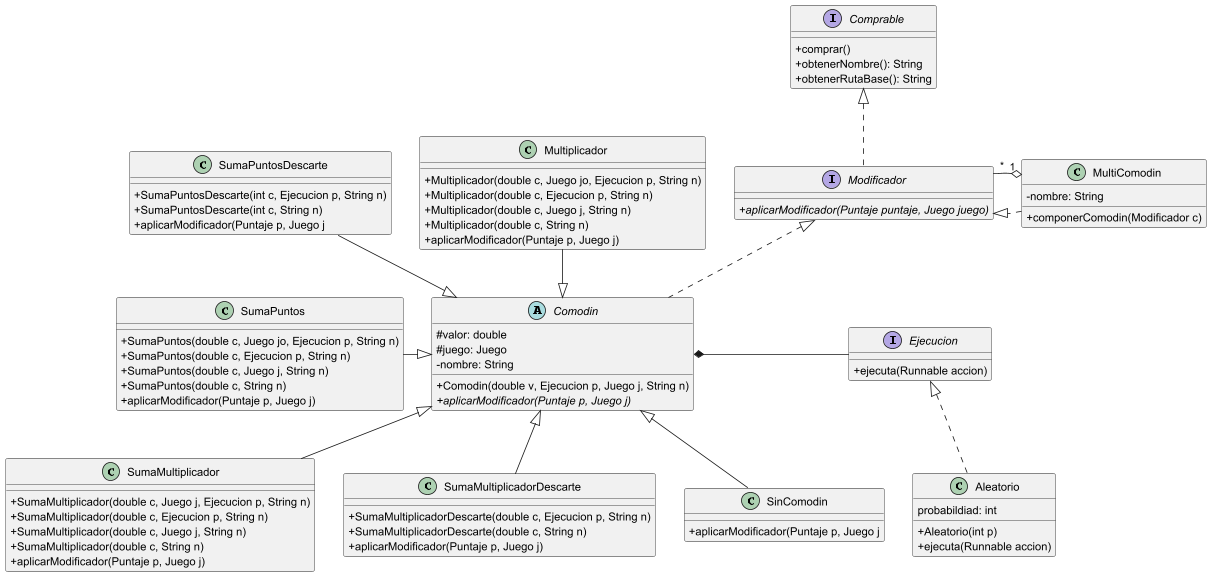 I Comprable
+comprar()
+obtenerNombre(): String
+obtenerRutaBase(): String
C SumaPuntosDescarte
+SumaPuntosDescarte(int c, Ejecucion p, String n)
+SumaPuntosDescarte(int c, String n)
+aplicarModificador(Puntaje p, Juego j
C Multiplicador
+Multiplicador(double c, Juego jo, Ejecucion p, String n)
+Multiplicador(double c, Ejecucion p, String n)
+Multiplicador(double c, Juego j, String n)
+Multiplicador(double c, String n)
+aplicarModificador(Puntaje p, Juego j)
I Modificador
+aplicarModificador(Puntaje puntaje, Juego juego)
* 1
C MultiComodin
-nombre: String
+componerComodin(Modificador c)
C SumaPuntos
+SumaPuntos(double c, Juego jo, Ejecucion p, String n)
+SumaPuntos(double c, Ejecucion p, String n)
+SumaPuntos(double c, Juego j, String n)
+SumaPuntos(double c, String n)
+aplicarModificador(Puntaje p, Juego j)
A Comodin
#valor: double
#juego: Juego
-nombre: String
+Comodin(double v, Ejecucion p, Juego j, String n)
+aplicarModificador(Puntaje p, Juego j)
I Ejecucion
+ejecuta(Runnable accion)
C SumaMultiplicador
+SumaMultiplicador(double c, Juego j, Ejecucion p, String n)
+SumaMultiplicador(double c, Ejecucion p, String n)
+SumaMultiplicador(double c, Juego j, String n)
+SumaMultiplicador(double c, String n)
+aplicarModificador(Puntaje p, Juego j)
C SumaMultiplicadorDescarte
+SumaMultiplicadorDescarte(double c, Ejecucion p, String n)
+SumaMultiplicadorDescarte(double c, String n)
+aplicarModificador(Puntaje p, Juego j)
C SinComodin
+aplicarModificador(Puntaje p, Juego j
C Aleatorio
probabildiad: int
+Aleatorio(int p)
+ejecuta(Runnable accion)